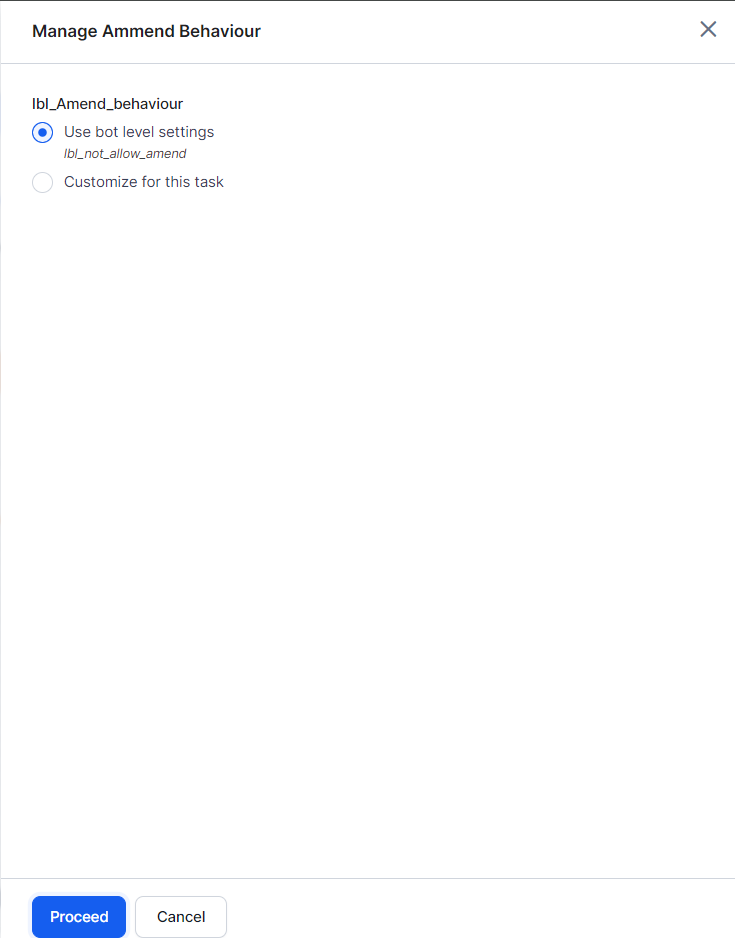 Manage Ammend Behaviour
lbl_Amend_behaviour
Use bot level settings
lbl_not_allow_amend
Customize for this task
Proceed Cancel